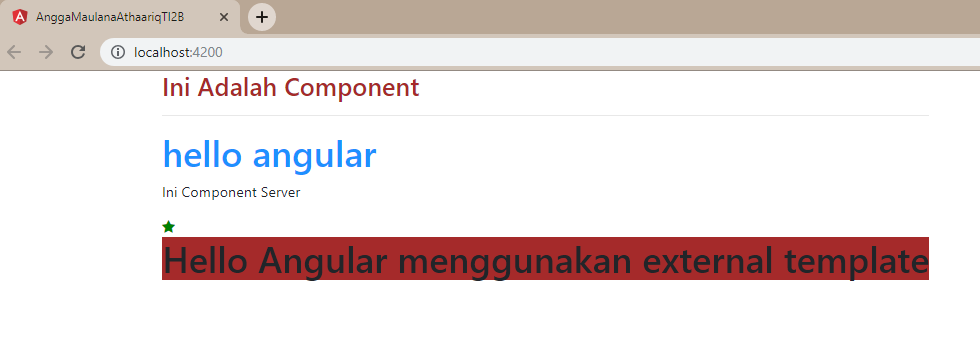 AnggaMaulanaAthaariqTI2B
localhost:4200
Ini Adalah Component
hello angular
Ini Component Server
Hello Angular menggunakan external template